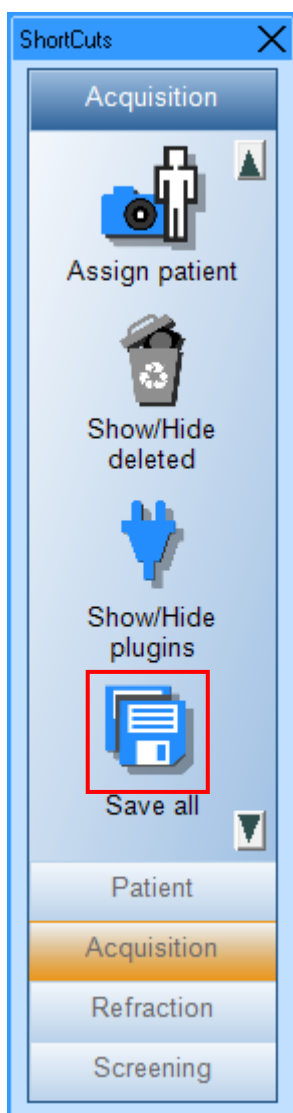 ShortCuts
Acquisition
Assign patient
Show/Hide
deleted
Show/Hide
plugins
Save all
Patient
Acquisition
Refraction
Screening